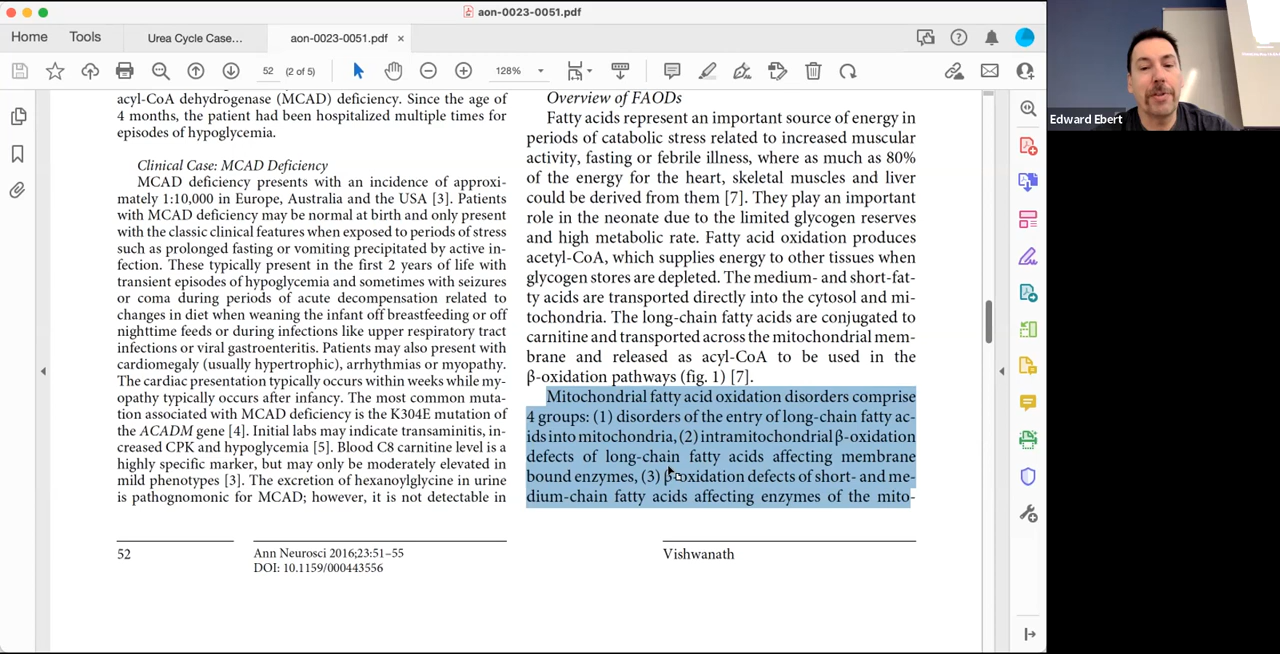 aon-0023-0051.pdf
Home
Tools
Urea Cycle Case...
aon-0023-0051.pdf
52
(2 of 5)
128%
Edward Ebert
acyl-CoA dehydrogenase (MCAD) deficiency. Since the age of
4 months, the patient had been hospitalized multiple times for
episodes of hypoglycemia.
Clinical Case: MCAD Deficiency
MCAD deficiency presents with an incidence of approxi-
mately 1:10,000 in Europe, Australia and the USA [3]. Patients
with MCAD deficiency may be normal at birth and only present
with the classic clinical features when exposed to periods of stress
such as prolonged fasting or vomiting precipitated by active in-
fection. These typically present in the first 2 years of life with
transient episodes of hypoglycemia and sometimes with seizures
or coma during periods of acute decompensation related to
changes in diet when weaning the infant off breastfeeding or off
nighttime feeds or during infections like upper respiratory tract
infections or viral gastroenteritis. Patients may also present with
cardiomegaly (usually hypertrophic), arrhythmias or myopathy.
The cardiac presentation typically occurs within weeks while my-
opathy typically occurs after infancy. The most common muta-
tion associated with MCAD deficiency is the K304E mutation of
the ACADM gene [4]. Initial labs may indicate transaminitis, in-
creased CPK and hypoglycemia [5]. Blood C8 carnitine level is a
highly specific marker, but may only be moderately elevated in
mild phenotypes [3]. The excretion of hexanoylglycine in urine
is pathognomonic for MCAD; however, it is not detectable in
Overview of FAODs
Fatty acids represent an important source of energy in
periods of catabolic stress related to increased muscular
activity, fasting or febrile illness, where as much as 80%
of the energy for the heart, skeletal muscles and liver
could be derived from them [7]. They play an important
role in the neonate due to the limited glycogen reserves
and high metabolic rate. Fatty acid oxidation produces
acetyl-CoA, which supplies energy to other tissues when
glycogen stores are depleted. The medium- and short-fat-
ty acids are transported directly into the cytosol and mi-
tochondria. The long-chain fatty acids are conjugated to
carnitine and transported across the mitochondrial mem-
brane and released as acyl-CoA to be used in the
β-oxidation pathways (fig. 1) [7].
Mitochondrial fatty acid oxidation disorders comprise
4 groups: (1) disorders of the entry of long-chain fatty ac-
ids into mitochondria, (2) intramitochondrial β-oxidation
defects of long-chain fatty acids affecting membrane
bound enzymes, (3) β-oxidation defects of short- and me-
dium-chain fatty acids affecting enzymes of the mito-
52
Ann Neurosci 2016;23:51–55
DOI: 10.1159/000443556
Vishwanath